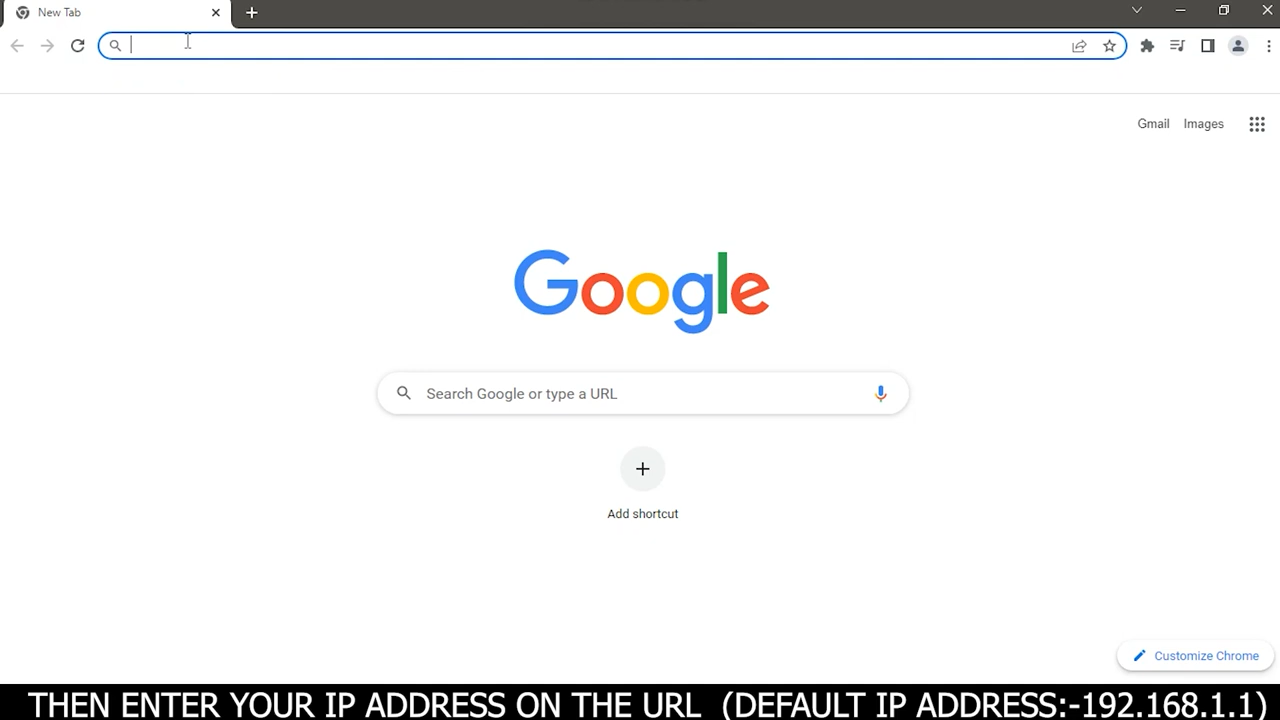 New Tab
Gmail Images
Google
Search Google or type a URL
Add shortcut
Customize Chrome
THEN ENTER YOUR IP ADDRESS ON THE URL (DEFAULT IP ADDRESS:-192.168.1.1)